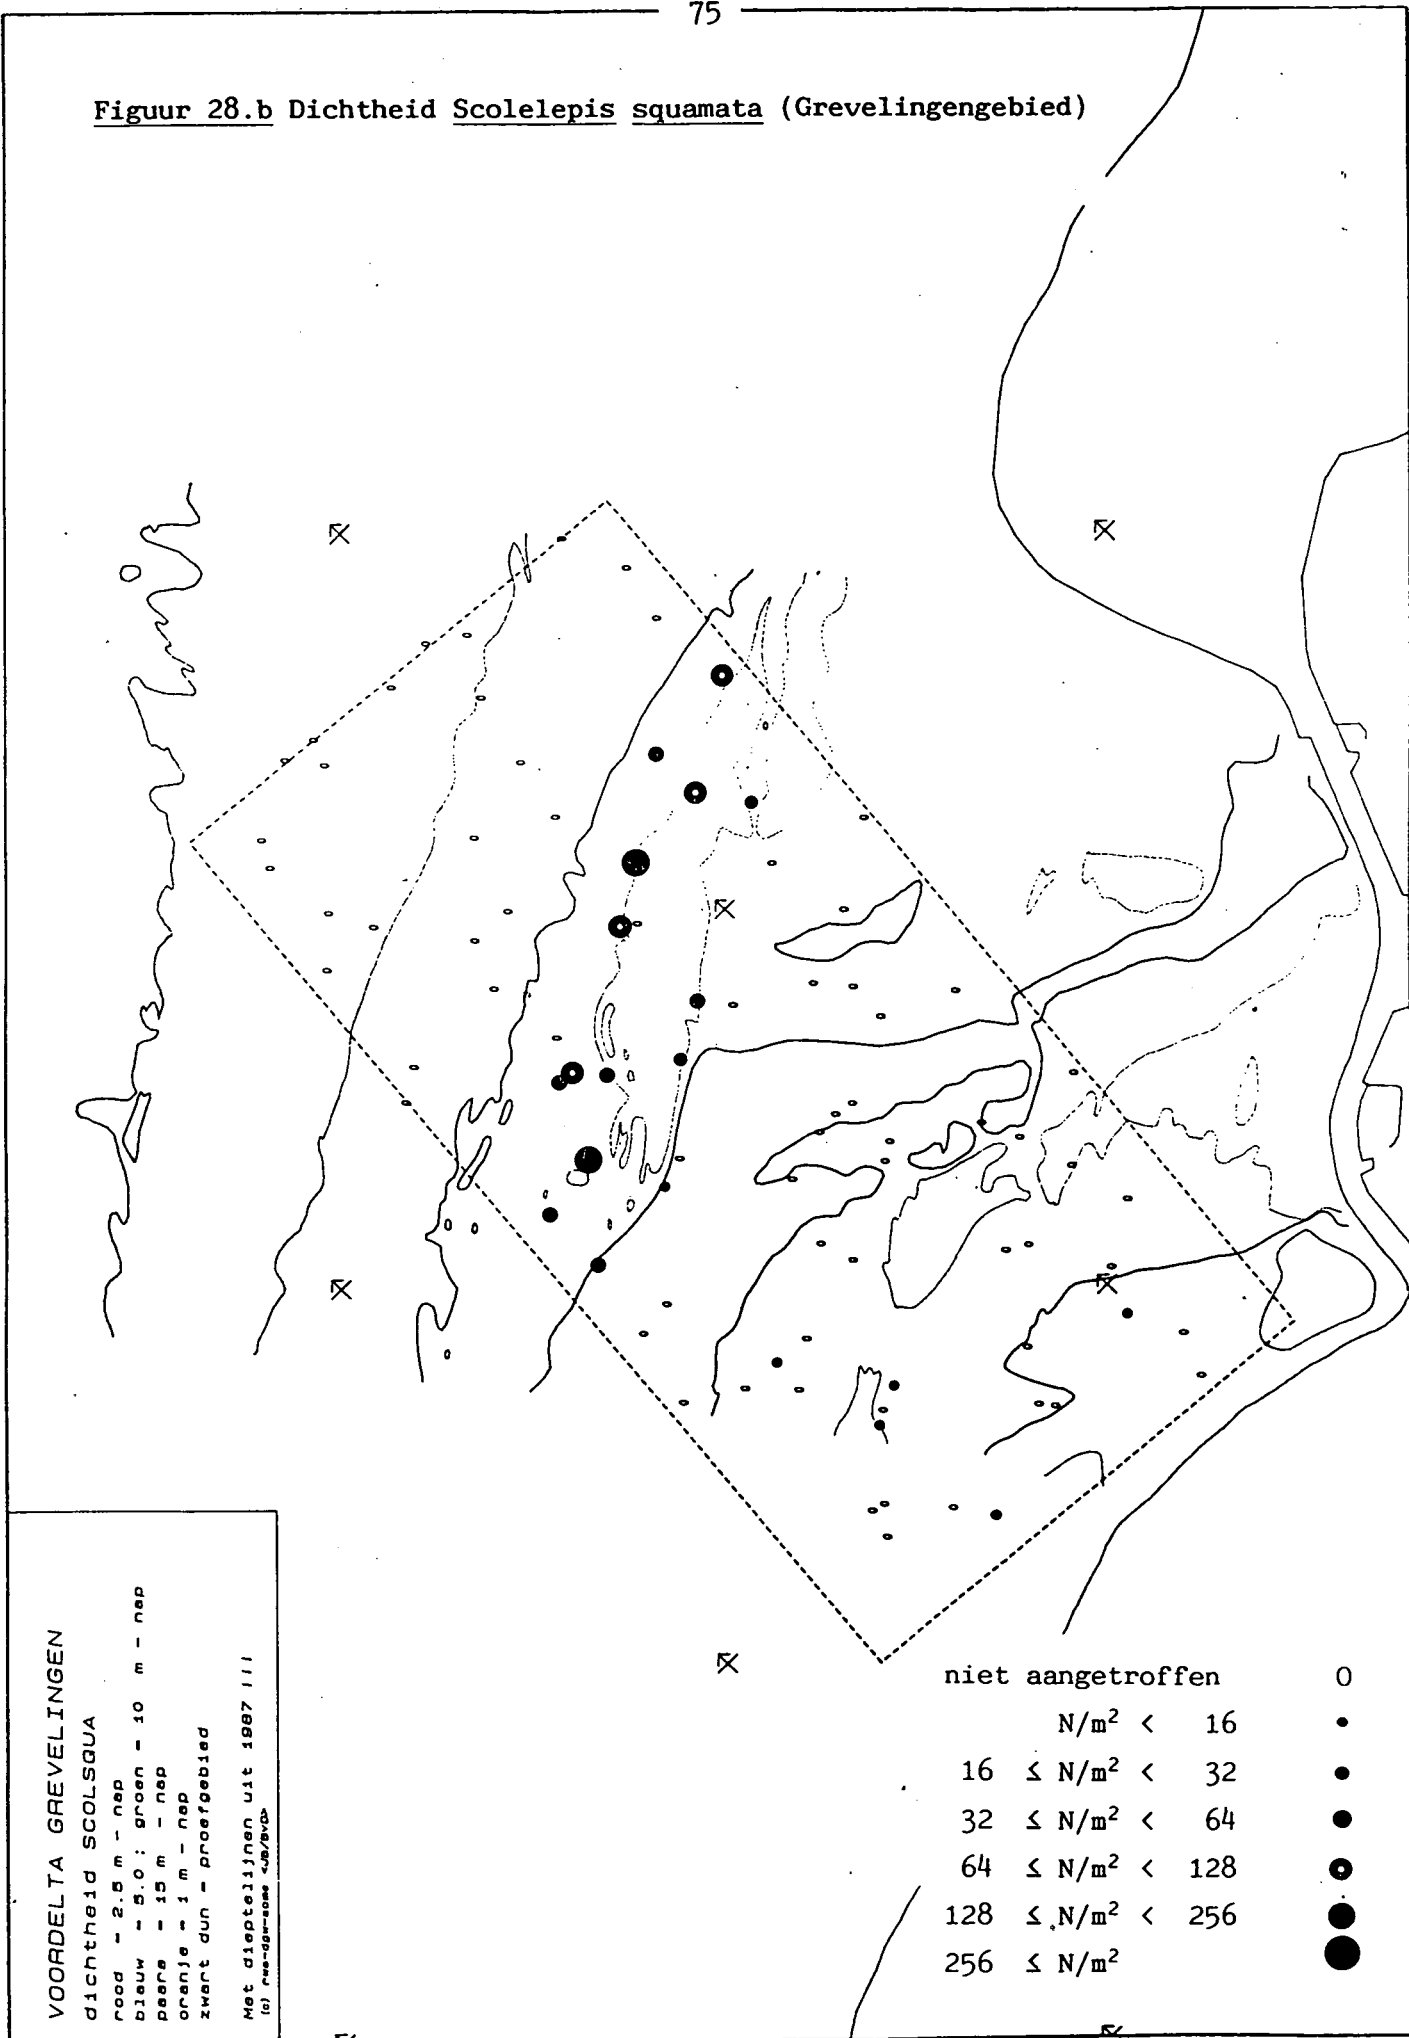 75
Figuur 28.b Dichtheid Scolelepis squamata (Grevelingengebied)
niet aangetroffen 0
N/m² < 16
16 ≤ N/m² < 32
32 ≤ N/m² < 64
64 ≤ N/m² < 128
128 ≤ N/m² < 256
256 ≤ N/m²
VOORDELTA GREVELINGEN
dichtheid SCOLSQUA
rood - 2.5 m - nap
blauw - 5.0 : groen - 10 m - nap
paars - 15 m - nap
oranje - 1 m - nap
zwart dun - proefgebied
Met dieptelijnen uit 1987 !!!
(c)